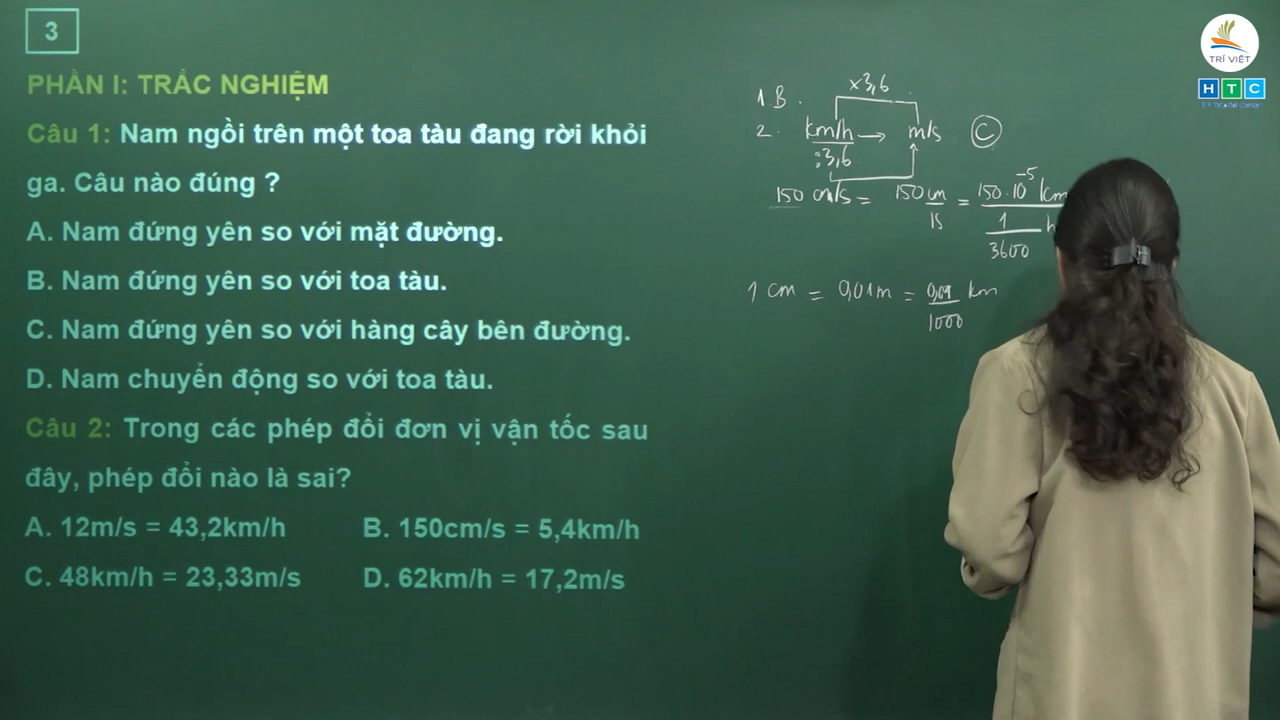 3
PHẦN I: TRẮC NGHIỆM
Câu 1: Nam ngồi trên một toa tàu đang rời khỏi
ga. Câu nào đúng ?
A. Nam đứng yên so với mặt đường.
B. Nam đứng yên so với toa tàu.
C. Nam đứng yên so với hàng cây bên đường.
D. Nam chuyển động so với toa tàu.
Câu 2: Trong các phép đổi đơn vị vận tốc sau
đây, phép đổi nào là sai?
A. 12m/s = 43,2km/h B. 150cm/s = 5,4km/h
C. 48km/h = 23,33m/s D. 62km/h = 17,2m/s
1. B.
x3,6
2. km/h → m/s C
:3,6
150 cm/s = 150cm/1s = 150.10^-5 km / 1/3600 h
1 cm = 0,01m = 0,01/1000 km
TRÍ VIỆT
HTC